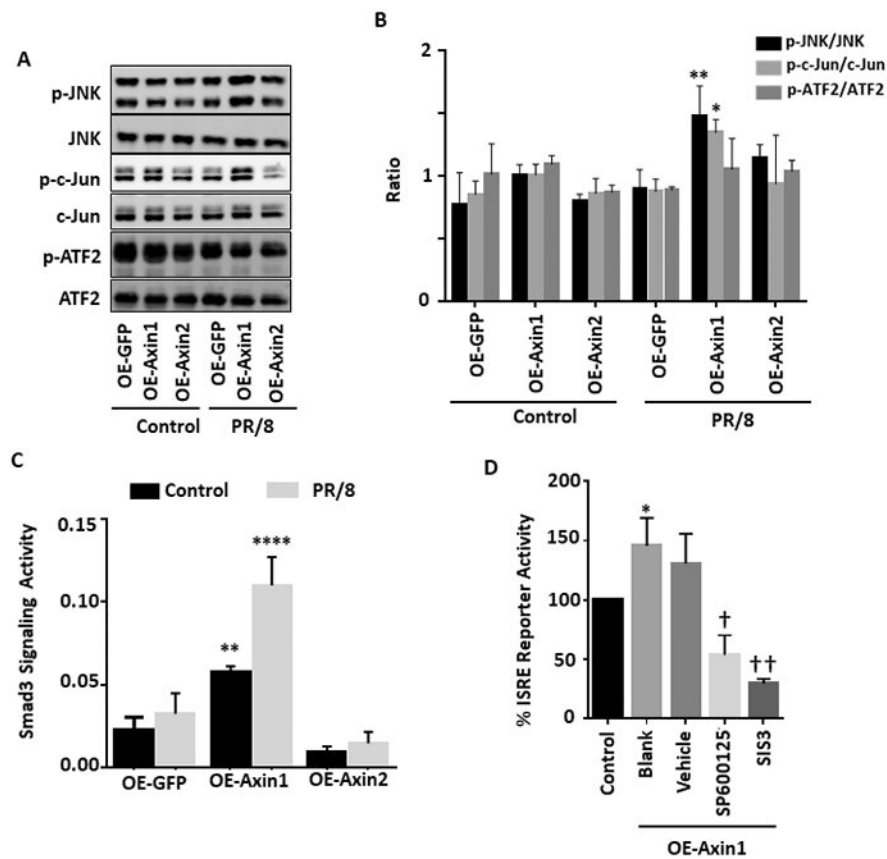 A
p-JNK
JNK
p-c-Jun
c-Jun
p-ATF2
ATF2
OE-GFP
OE-Axin1
OE-Axin2
OE-GFP
OE-Axin1
OE-Axin2
Control
PR/8
B
p-JNK/JNK
p-c-Jun/c-Jun
p-ATF2/ATF2
Ratio
2
1
0
**
*
OE-GFP
OE-Axin1
OE-Axin2
OE-GFP
OE-Axin1
OE-Axin2
Control
PR/8
C
Control
PR/8
Smad3 Signaling Activity
0.15
0.10
0.05
0.00
**
****
OE-GFP
OE-Axin1
OE-Axin2
D
% ISRE Reporter Activity
200
150
100
50
0
*
†
††
Control
Blank
Vehicle
SP600125
SIS3
OE-Axin1